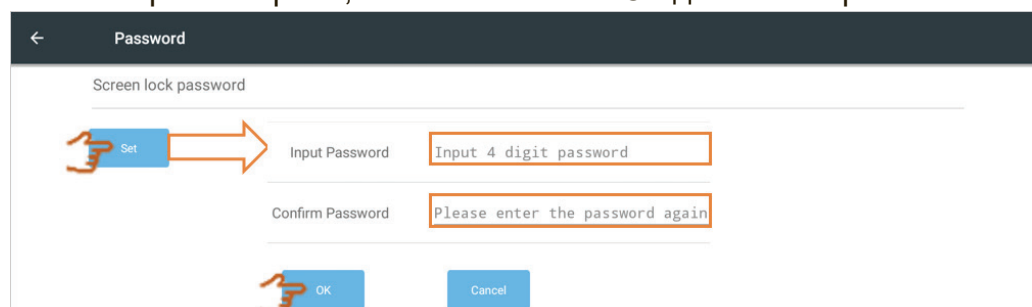 ← Password
Screen lock password
Set
Input Password Input 4 digit password
Confirm Password Please enter the password again
OK Cancel